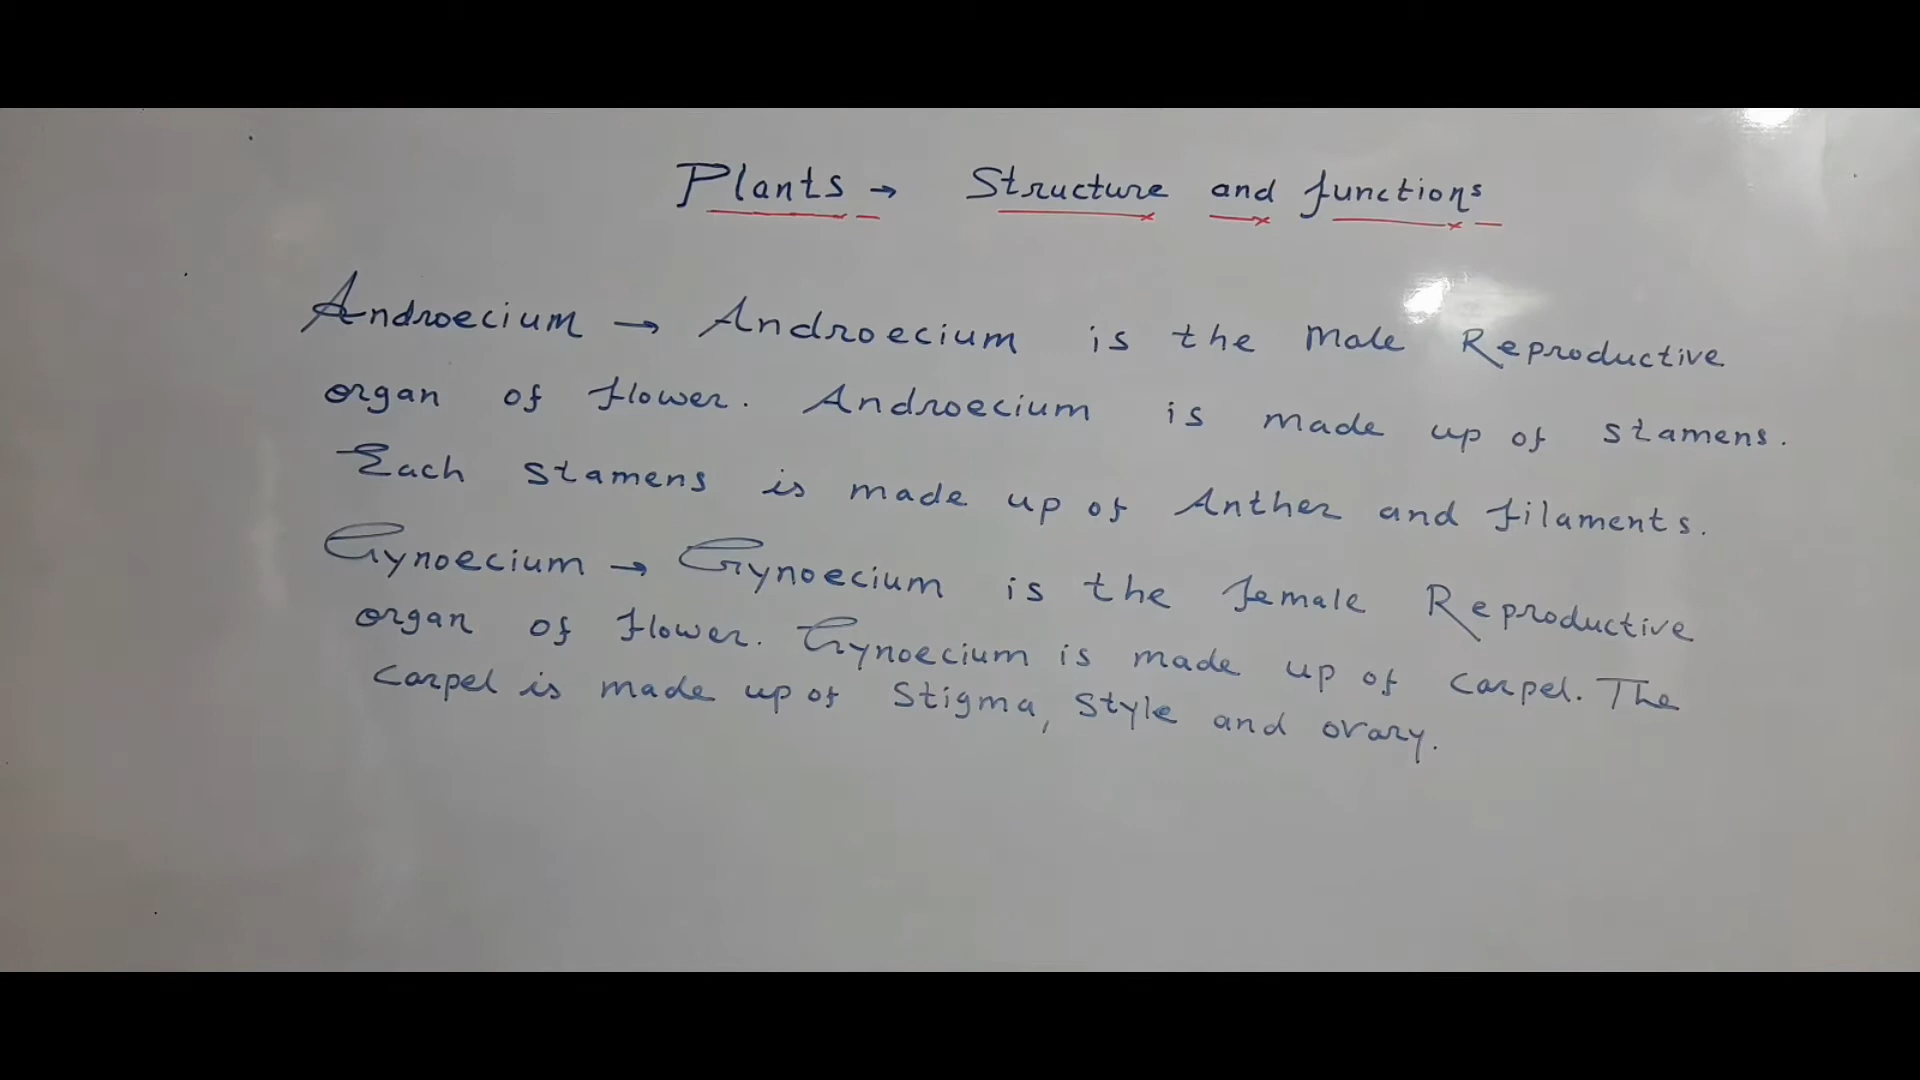 Plants → Structure and functions
Androecium → Androecium is the Male Reproductive
organ of flower. Androecium is made up of stamens.
Each stamens is made up of Anther and filaments.
Gynoecium → Gynoecium is the female Reproductive
organ of flower. Gynoecium is made up of carpel. The
carpel is made up of Stigma, Style and ovary.